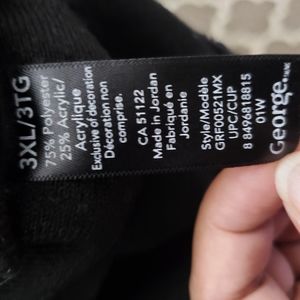 3XL/3TG
75% Polyester/
25% Acrylic/
Acrylique
Exclusive of decoration
Décoration non
comprise.
CA 51122
Made in Jordan
Fabriqué en
Jordanie
Style/Modèle
GRF00521MX
UPC/CUP
8 8496818815
01W
George.